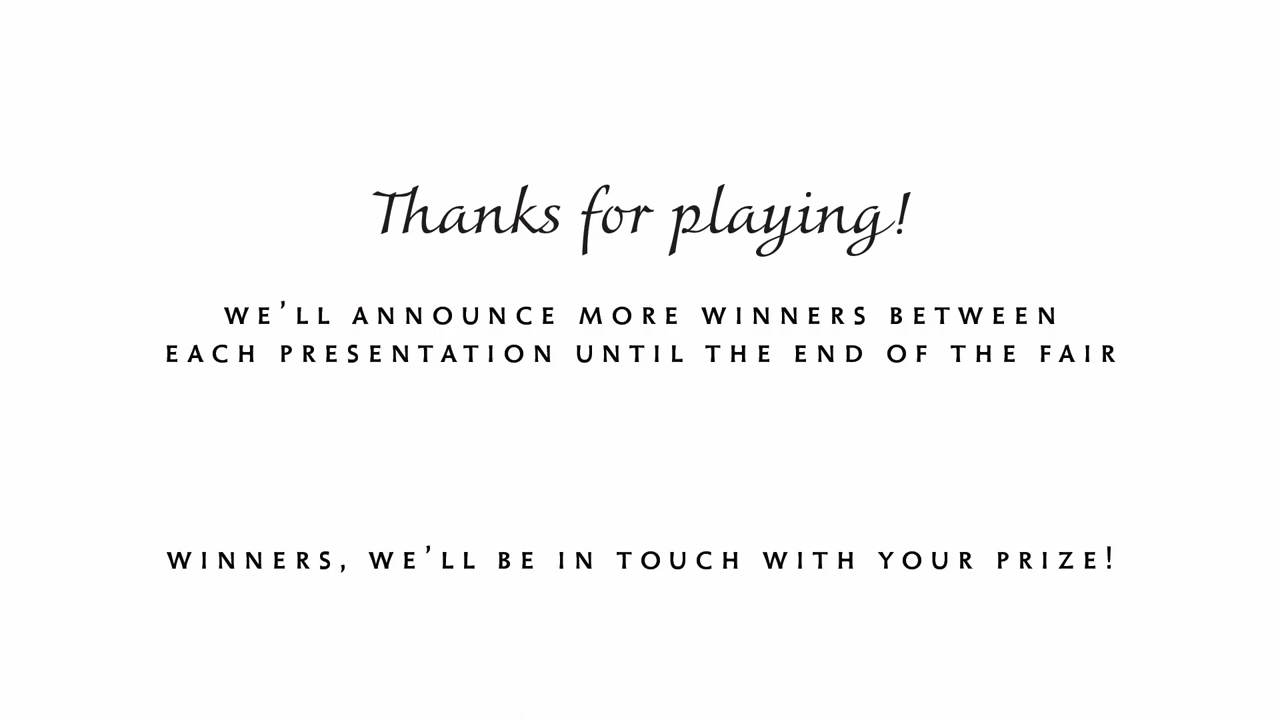 Thanks for playing!
WE’LL ANNOUNCE MORE WINNERS BETWEEN
EACH PRESENTATION UNTIL THE END OF THE FAIR
WINNERS, WE’LL BE IN TOUCH WITH YOUR PRIZE!